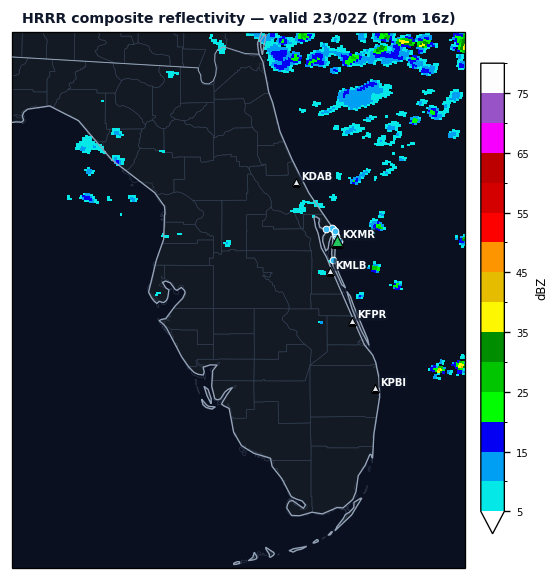 HRRR composite reflectivity — valid 23/02Z (from 16z)
KDAB
KXMR
KMLB
KFPR
KPBI
75
65
55
45
35
25
15
5
dBZ